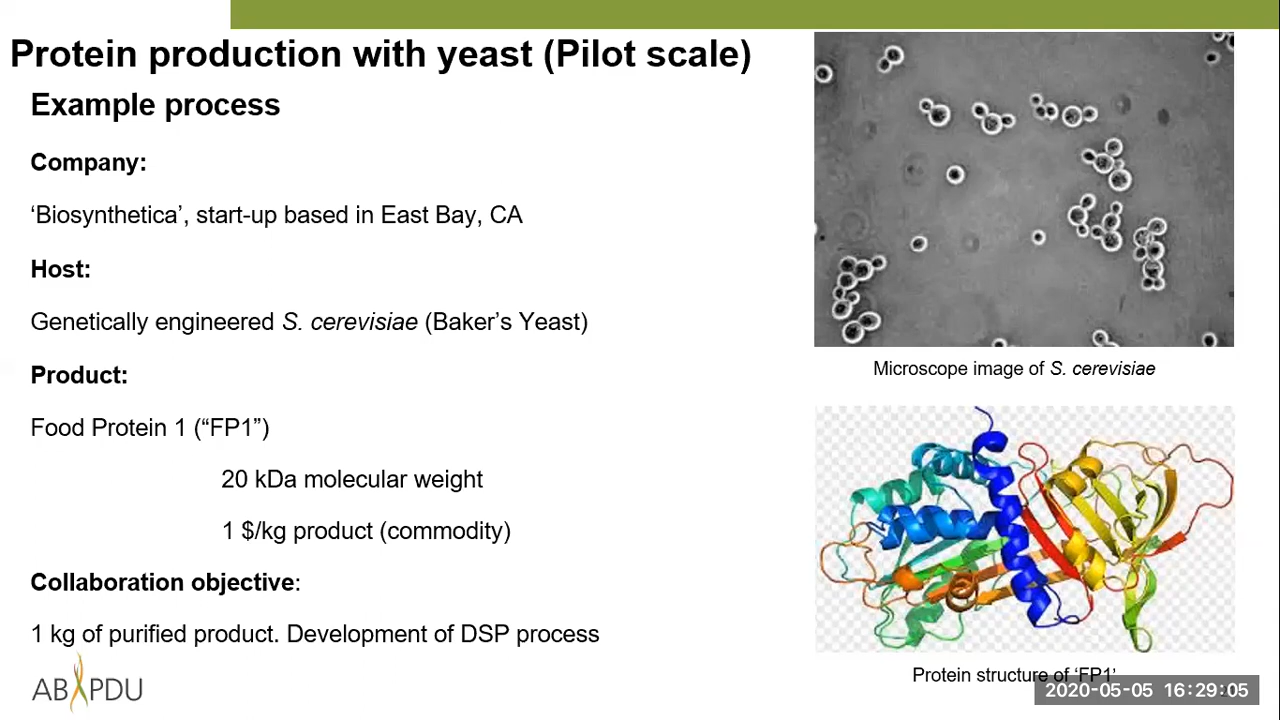 Protein production with yeast (Pilot scale)
Example process
Company:
‘Biosynthetica’, start-up based in East Bay, CA
Host:
Genetically engineered S. cerevisiae (Baker’s Yeast)
Product:
Food Protein 1 (“FP1”)
20 kDa molecular weight
1 $/kg product (commodity)
Collaboration objective:
1 kg of purified product. Development of DSP process
ABPDU
Microscope image of S. cerevisiae
Protein structure of ‘FP1’
2020-05-05 16:29:05